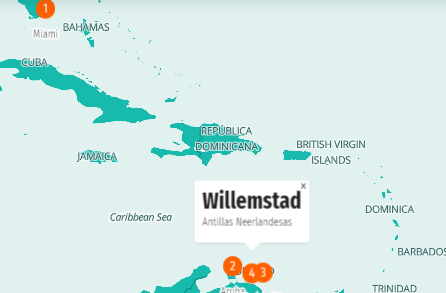 1
Miami
BAHAMAS
CUBA
REPÚBLICA
DOMINICANA
JAMAICA
BRITISH VIRGIN
ISLANDS
x
Willemstad
Antillas Neerlandesas
Caribbean Sea
DOMINICA
BARBADOS
2
4
3
Aruba
TRINIDAD